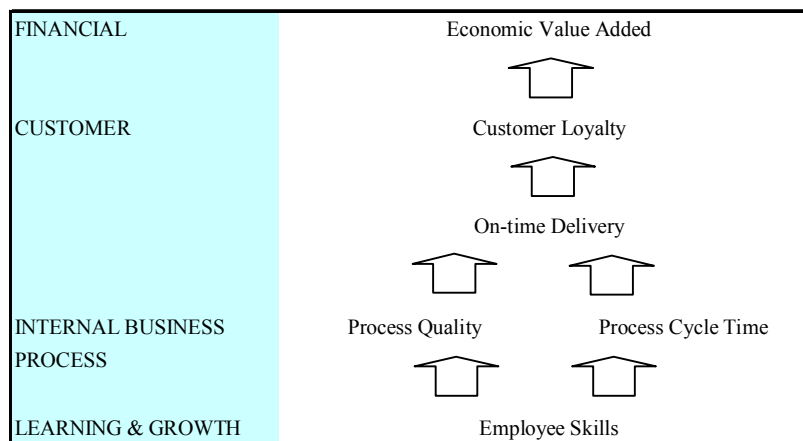 FINANCIAL Economic Value Added
CUSTOMER Customer Loyalty
On-time Delivery
INTERNAL BUSINESS Process Quality Process Cycle Time
PROCESS
LEARNING & GROWTH Employee Skills